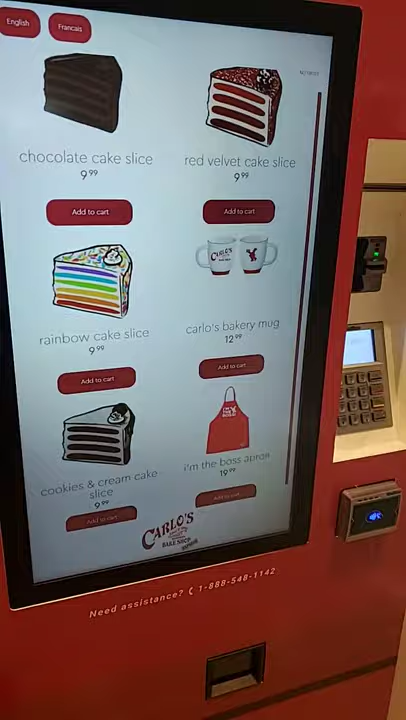 English
Francais
chocolate cake slice
9.99
Add to cart
red velvet cake slice
9.99
Add to cart
rainbow cake slice
9.99
Add to cart
CARLO'S
carlo's bakery mug
12.99
Add to cart
cookies & cream cake
slice
9.99
Add to cart
I'M THE
BOSS
i'm the boss apron
19.99
Add to cart
CARLO'S
BAKE SHOP
Need assistance? 1-888-548-1142